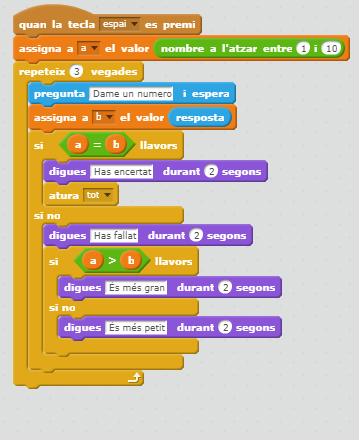 quan la tecla espai es premi
assigna a a el valor nombre a l'atzar entre 1 i 10
repeteix 3 vegades
pregunta Dame un numero i espera
assigna a b el valor resposta
si a = b llavors
digues Has encertat durant 2 segons
atura tot
si no
digues Has fallat durant 2 segons
si a > b llavors
digues És més gran durant 2 segons
si no
digues És més petit durant 2 segons